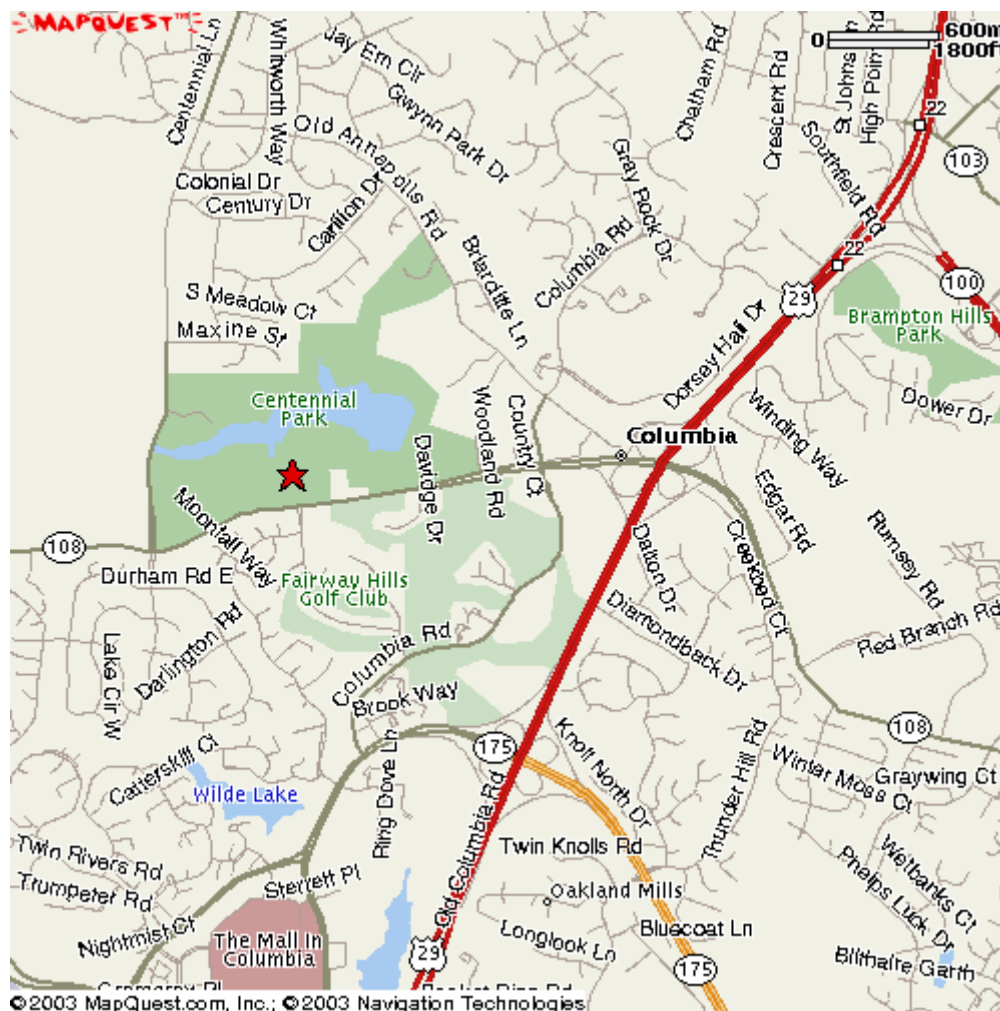 MAPQUEST
0
600m
1800ft
Centennial Ln
Whitworth Way
Jay Em Cir
Gwynn Park Dr
Chatham Rd
Crescent Rd
St Johns Ln
High Point Rd
22
103
Old Annapolis Rd
Gray Rock Dr
Southfield Rd
Colonial Dr
Century Dr
Carillon Dr
Briarcliffe Ln
Columbia Rd
22
100
29
S Meadow Ct
Maxine St
Dorsey Hall Dr
Brampton Hills
Park
Centennial
Park
Woodland Rd
Country Ct
Dower Dr
Winding Way
Columbia
Davidge Dr
Edgar Rd
Moonfall Way
Rumsey Rd
108
Dalton Dr
Creekbed Ct
Durham Rd E
Fairway Hills
Golf Club
Diamondback Dr
Red Branch Rd
Lake Cir W
Darlington Rd
Columbia Rd
Brook Way
108
175
Knoll North Dr
Thunder Hill Rd
Winter Moss Ct
Graywing Ct
Catterskill Ct
Wilde Lake
Ring Dove Ln
Old Columbia Rd
Twin Knolls Rd
Twin Rivers Rd
Trumpeter Rd
Sterrett Pl
Oakland Mills
Wetbanks Ct
Phelps Luck Dr
Nightmist Ct
The Mall In
Columbia
29
Longlook Ln
Bluecoat Ln
175
Billhalte Garth
©2003 MapQuest.com, Inc.; ©2003 Navigation Technologies